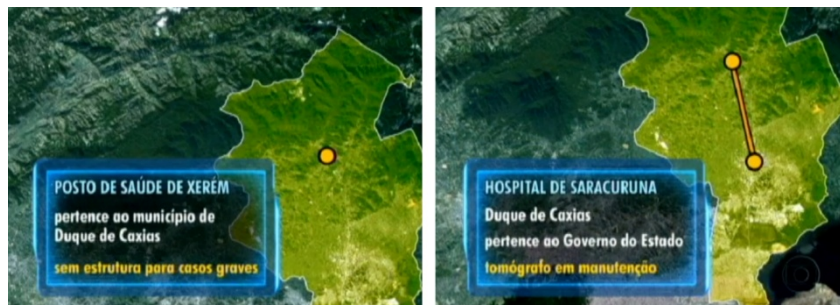 POSTO DE SAÚDE DE XERÉM
pertence ao município de
Duque de Caxias
sem estrutura para casos graves
HOSPITAL DE SARACURUNA
Duque de Caxias
pertence ao Governo do Estado
tomógrafo em manutenção